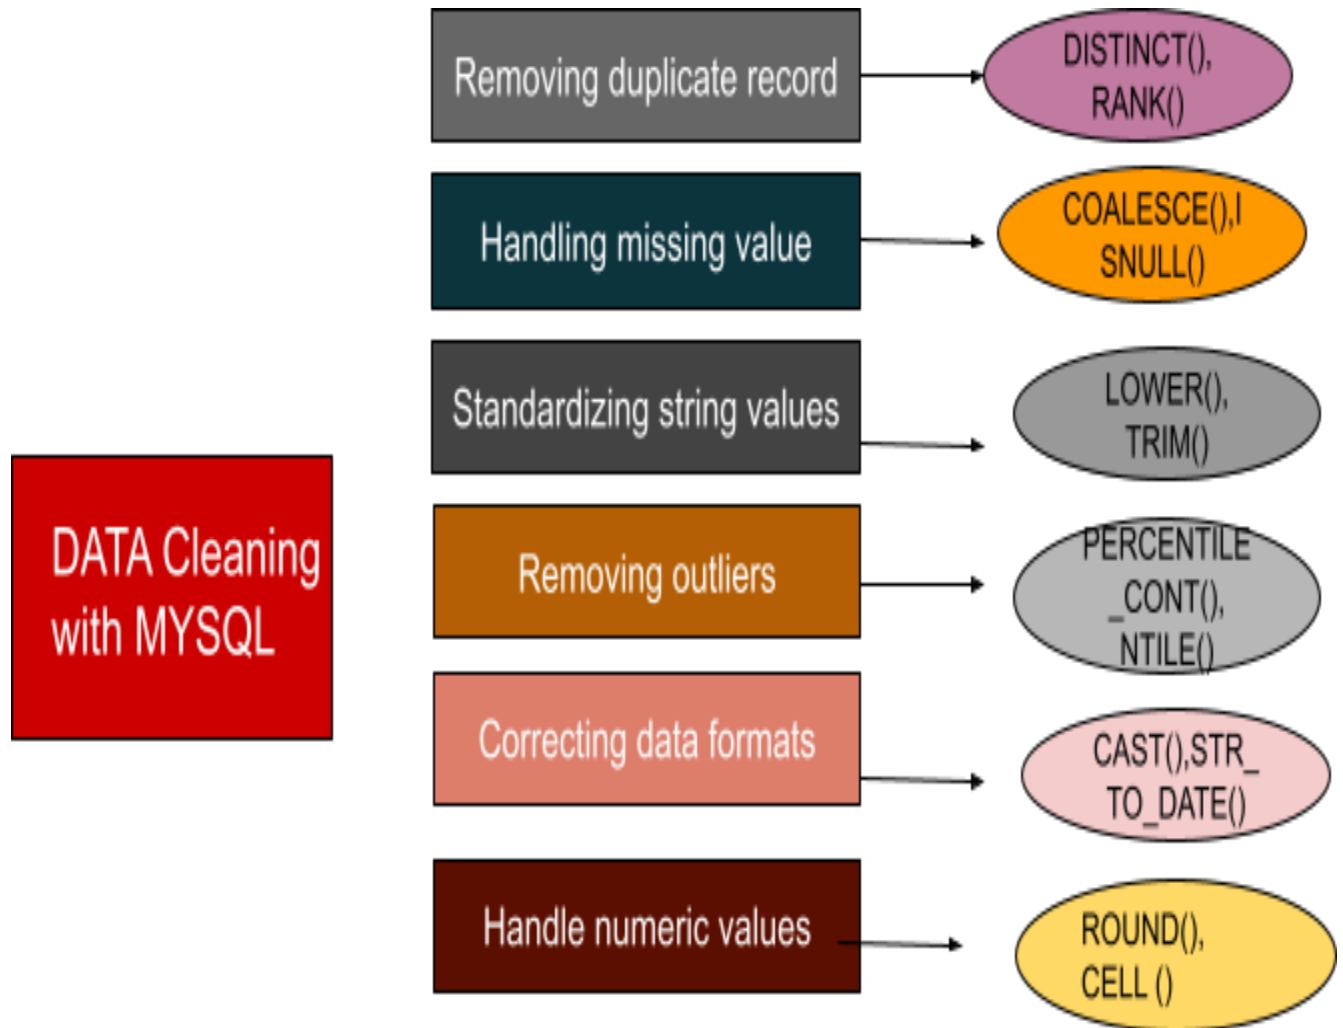 Removing duplicate record
DISTINCT(),
RANK()
Handling missing value
COALESCE(),I
SNULL()
Standardizing string values
LOWER(),
TRIM()
DATA Cleaning
with MYSQL
Removing outliers
PERCENTILE
_CONT(),
NTILE()
Correcting data formats
CAST(),STR_
TO_DATE()
Handle numeric values
ROUND(),
CELL ()